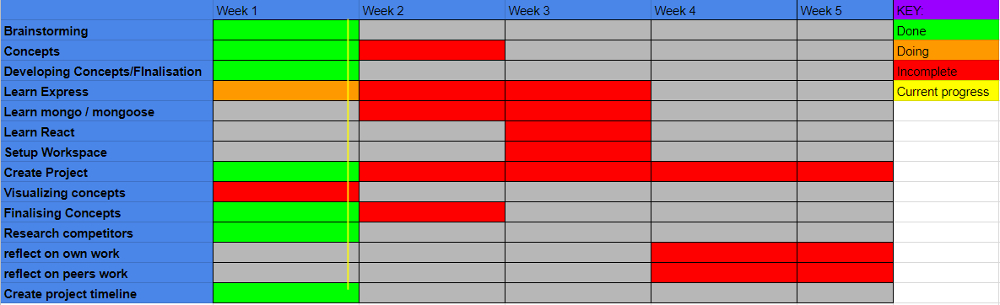 Week 1 Week 2 Week 3 Week 4 Week 5 KEY:
Brainstorming Done
Concepts Doing
Developing Concepts/FInalisation Incomplete
Learn Express Current progress
Learn mongo / mongoose
Learn React
Setup Workspace
Create Project
Visualizing concepts
Finalising Concepts
Research competitors
reflect on own work
reflect on peers work
Create project timeline